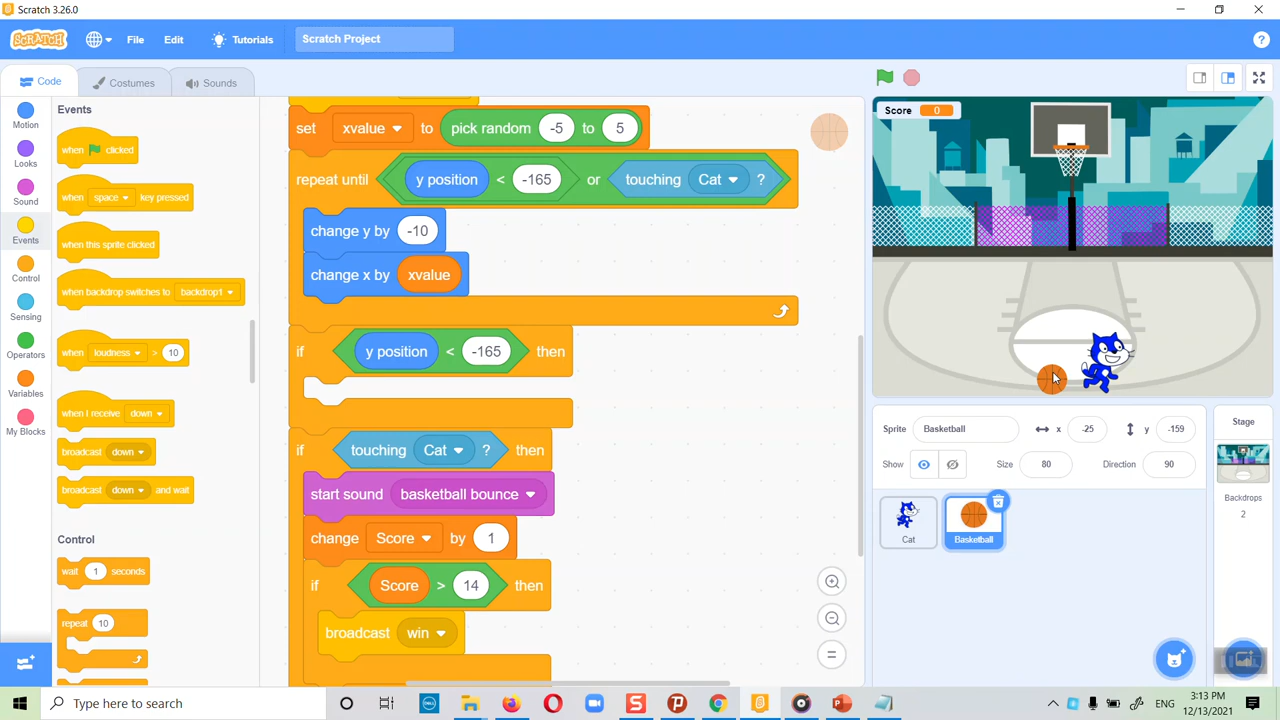 Scratch 3.26.0
SCRATCH File Edit Tutorials Scratch Project ?
Code Costumes Sounds
Motion
Looks
Sound
Events
Control
Sensing
Operators
Variables
My Blocks
Events
when clicked
when space key pressed
when this sprite clicked
when backdrop switches to backdrop1
when loudness > 10
when I receive down
broadcast down
broadcast down and wait
Control
wait 1 seconds
repeat 10
set xvalue to pick random -5 to 5
repeat until y position < -165 or touching Cat ?
change y by -10
change x by xvalue
if y position < -165 then
if touching Cat ? then
start sound basketball bounce
change Score by 1
if Score > 14 then
broadcast win
Score 0
Sprite Basketball x -25 y -159
Show Size 80 Direction 90
Cat
Basketball
Stage
Backdrops
2
Type here to search
DELL
S
P
3:13 PM
12/13/2021